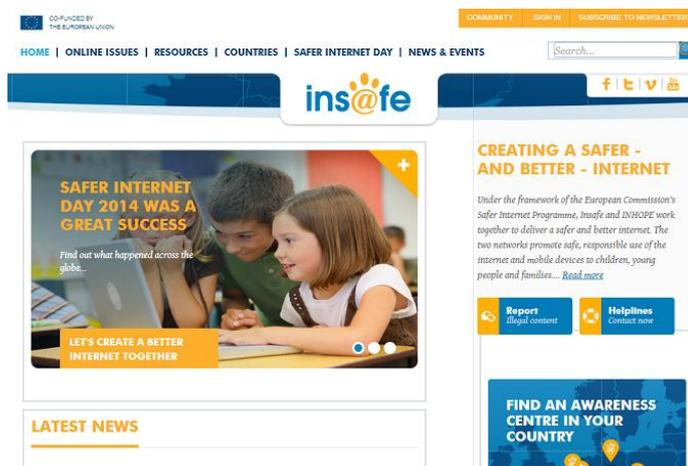 CO-FUNDED BY
THE EUROPEAN UNION
COMMUNITY SIGN IN SUBSCRIBE TO NEWSLETTER
HOME | ONLINE ISSUES | RESOURCES | COUNTRIES | SAFER INTERNET DAY | NEWS & EVENTS
Search...
ins@fe
SAFER INTERNET
DAY 2014 WAS A
GREAT SUCCESS
Find out what happened across the
globe...
LET'S CREATE A BETTER
INTERNET TOGETHER
LATEST NEWS
CREATING A SAFER -
AND BETTER - INTERNET
Under the framework of the European Commission's
Safer Internet Programme, Insafe and INHOPE work
together to deliver a safer and better internet. The
two networks promote safe, responsible use of the
internet and mobile devices to children, young
people and families.... Read more
Report
Illegal content
Helplines
Contact now
FIND AN AWARENESS
CENTRE IN YOUR
COUNTRY